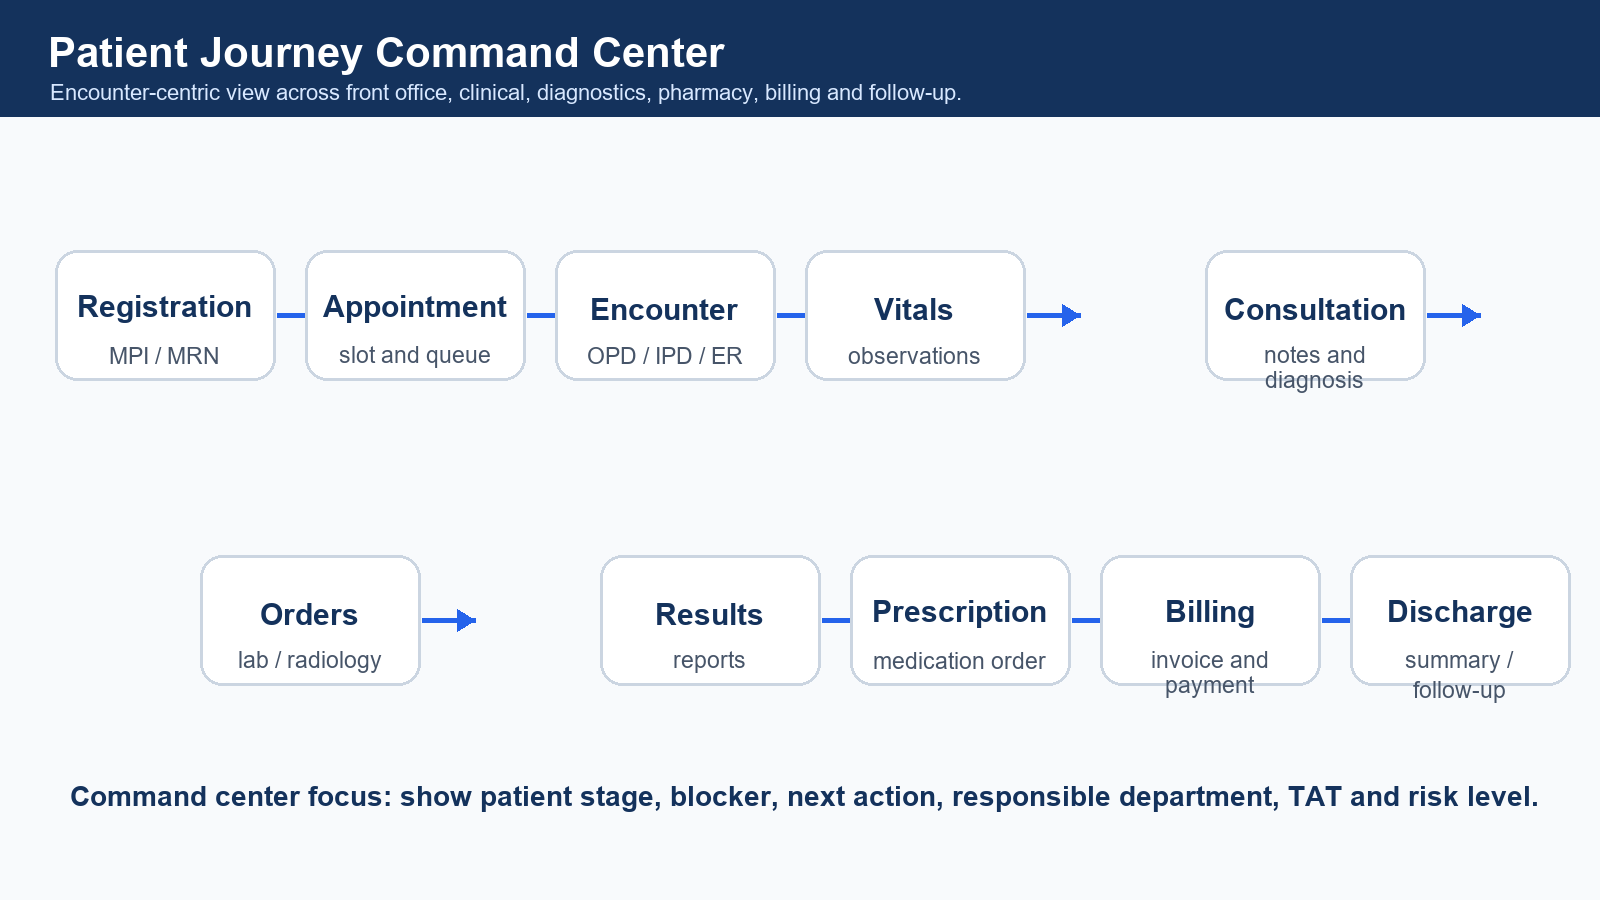 Patient Journey Command Center
Encounter-centric view across front office, clinical, diagnostics, pharmacy, billing and follow-up.
Registration
MPI / MRN
Appointment
slot and queue
Encounter
OPD / IPD / ER
Vitals
observations
Consultation
notes and
diagnosis
Orders
lab / radiology
Results
reports
Prescription
medication order
Billing
invoice and
payment
Discharge
summary /
follow-up
Command center focus: show patient stage, blocker, next action, responsible department, TAT and risk level.